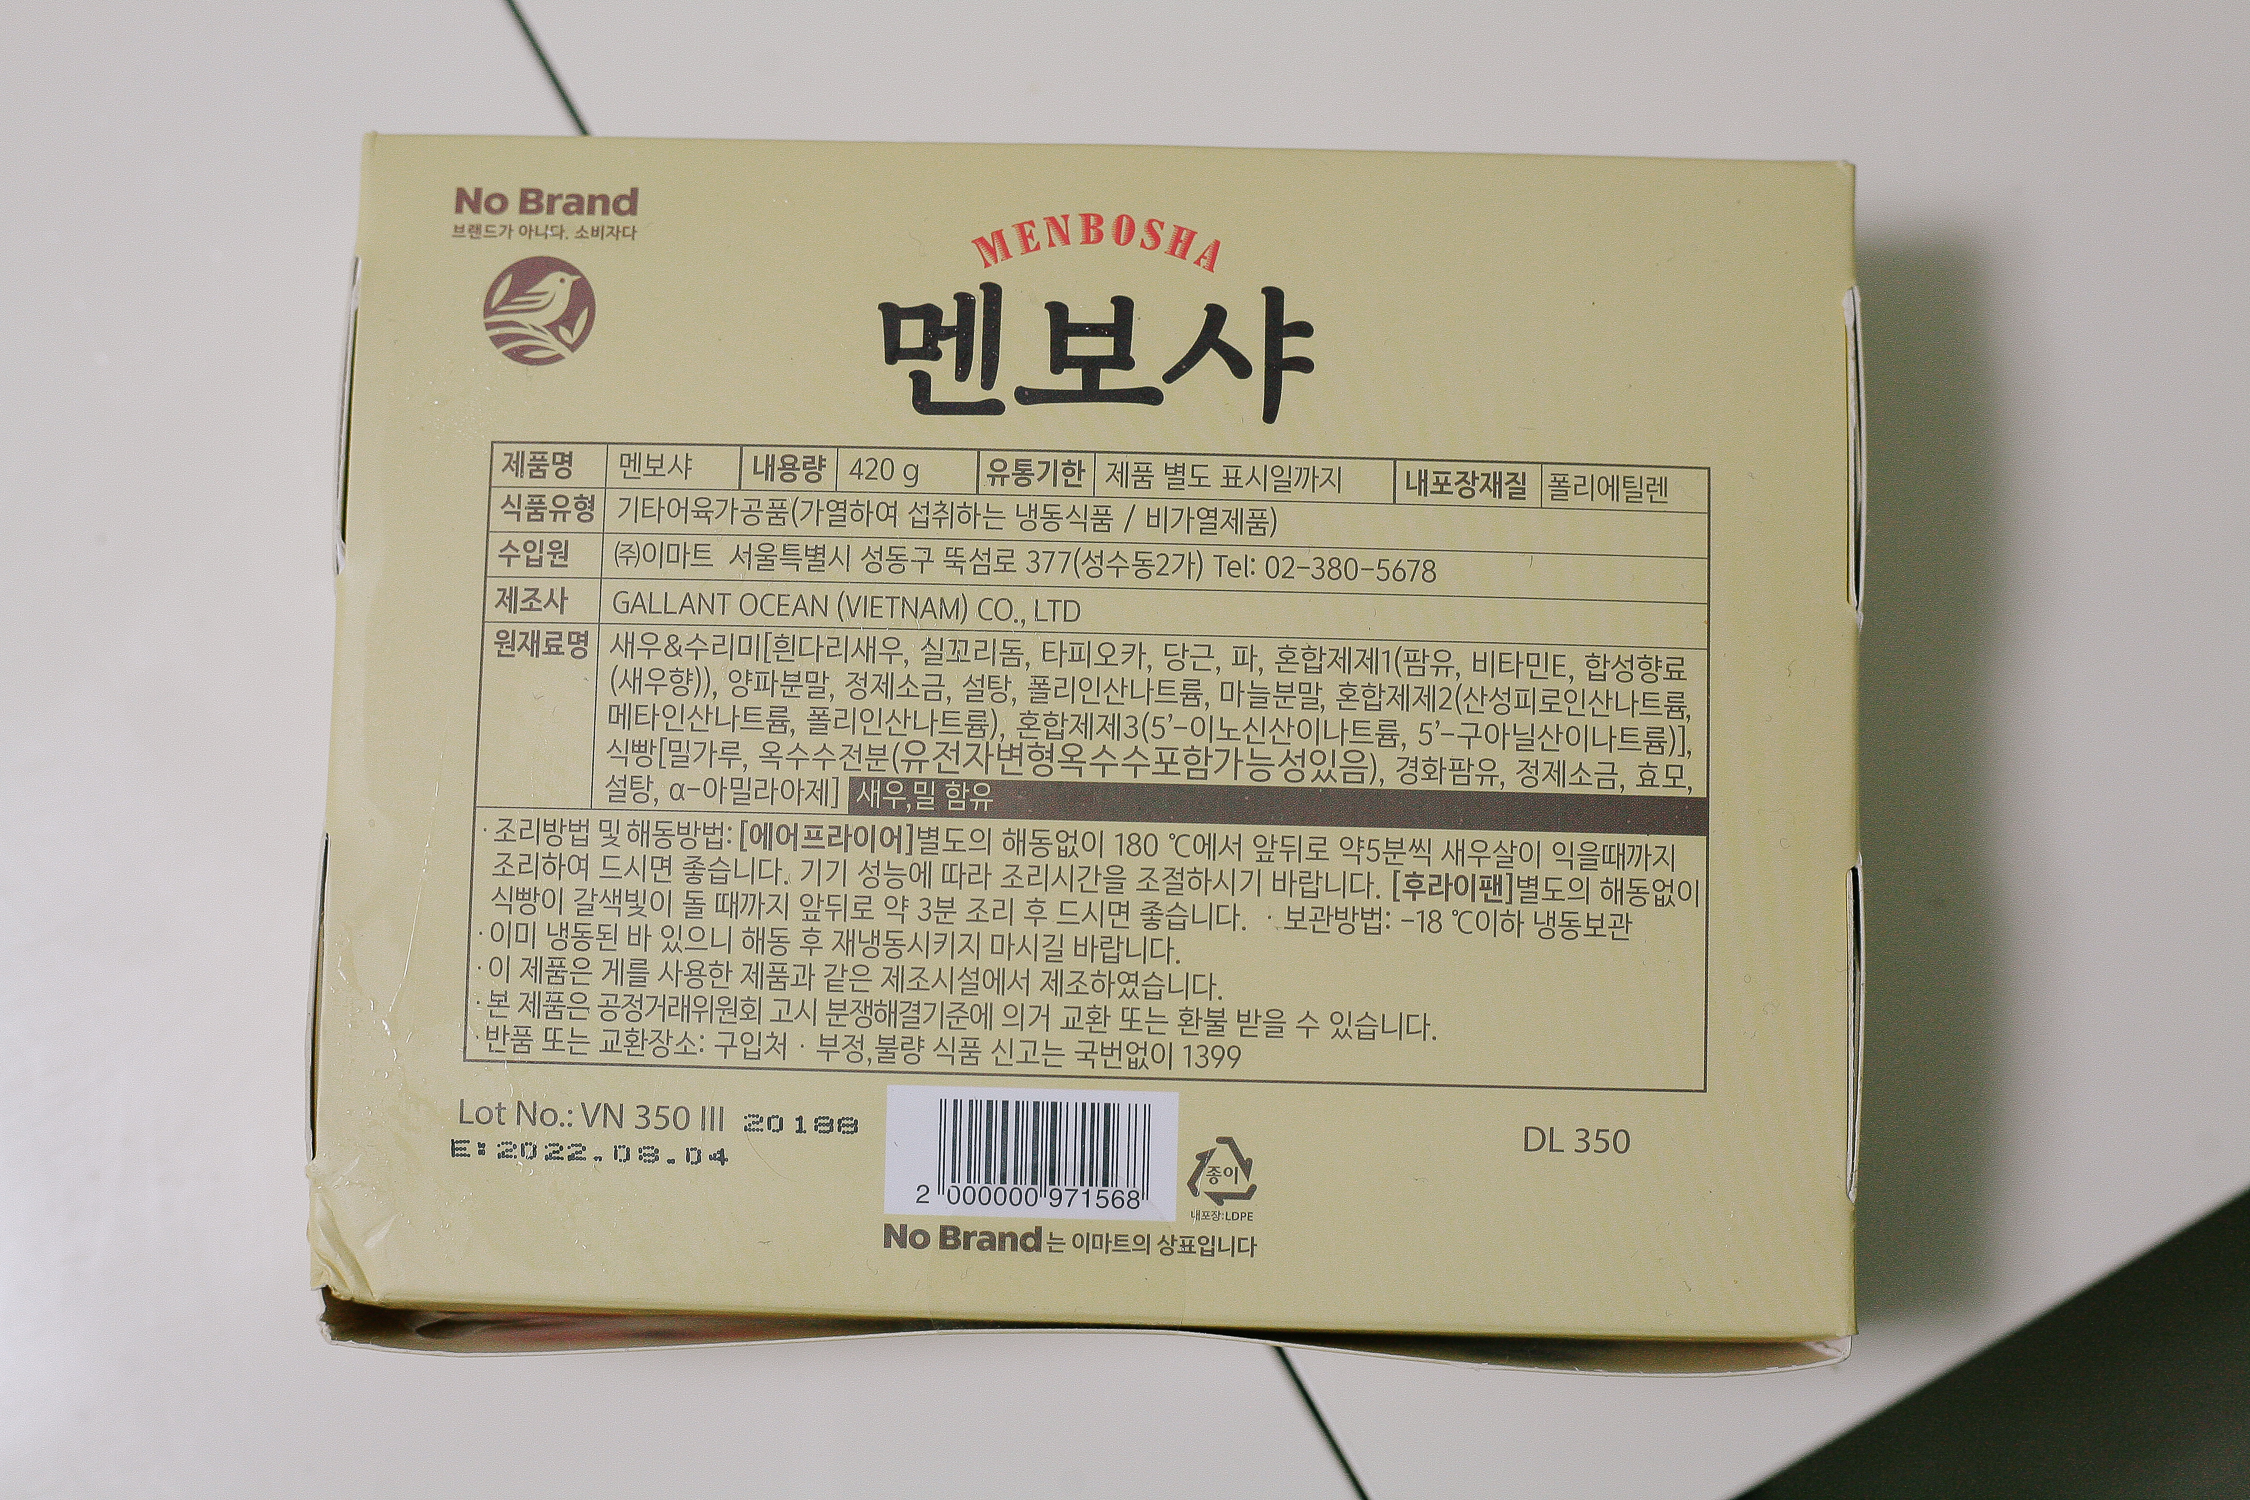 No Brand
브랜드가 아니다. 소비자다
MENBOSHA
멘보샤
제품명 멘보샤 내용량 420 g 유통기한 제품 별도 표시일까지 내포장재질 폴리에틸렌
식품유형 기타어육가공품(가열하여 섭취하는 냉동식품 / 비가열제품)
수입원 ㈜이마트 서울특별시 성동구 뚝섬로 377(성수동2가) Tel: 02-380-5678
제조사 GALLANT OCEAN (VIETNAM) CO., LTD
원재료명 새우&수리미[흰다리새우, 실꼬리돔, 타피오카, 당근, 파, 혼합제제1(팜유, 비타민E, 합성향료
(새우향)), 양파분말, 정제소금, 설탕, 폴리인산나트륨, 마늘분말, 혼합제제2(산성피로인산나트륨,
메타인산나트륨, 폴리인산나트륨), 혼합제제3(5’-이노신산이나트륨, 5’-구아닐산이나트륨)],
식빵[밀가루, 옥수수전분(유전자변형옥수수포함가능성있음), 경화팜유, 정제소금, 효모,
설탕, α-아밀라아제] 새우,밀 함유
· 조리방법 및 해동방법: [에어프라이어]별도의 해동없이 180 ℃에서 앞뒤로 약5분씩 새우살이 익을때까지
조리하여 드시면 좋습니다. 기기 성능에 따라 조리시간을 조절하시기 바랍니다. [후라이팬]별도의 해동없이
식빵이 갈색빛이 돌 때까지 앞뒤로 약 3분 조리 후 드시면 좋습니다. · 보관방법: -18 ℃이하 냉동보관
· 이미 냉동된 바 있으니 해동 후 재냉동시키지 마시길 바랍니다.
· 이 제품은 게를 사용한 제품과 같은 제조시설에서 제조하였습니다.
· 본 제품은 공정거래위원회 고시 분쟁해결기준에 의거 교환 또는 환불 받을 수 있습니다.
· 반품 또는 교환장소: 구입처 · 부정,불량 식품 신고는 국번없이 1399
Lot No.: VN 350 III 20188
E: 2022.08.04
2 000000 971568
종이
내포장:LDPE
DL 350
No Brand는 이마트의 상표입니다